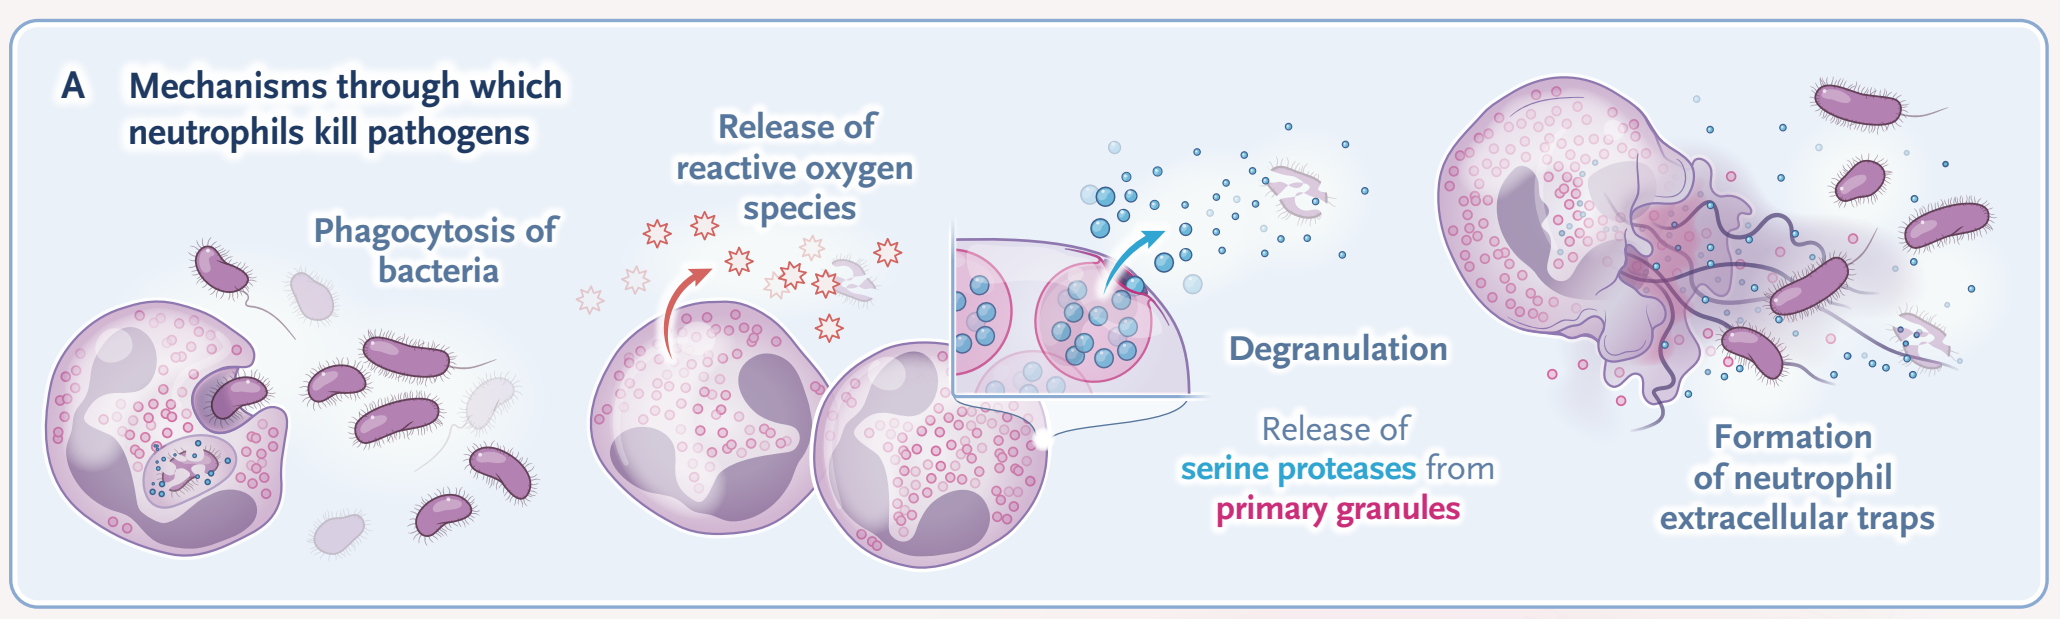 A Mechanisms through which
neutrophils kill pathogens
Phagocytosis of
bacteria
Release of
reactive oxygen
species
Degranulation
Release of
serine proteases from
primary granules
Formation
of neutrophil
extracellular traps